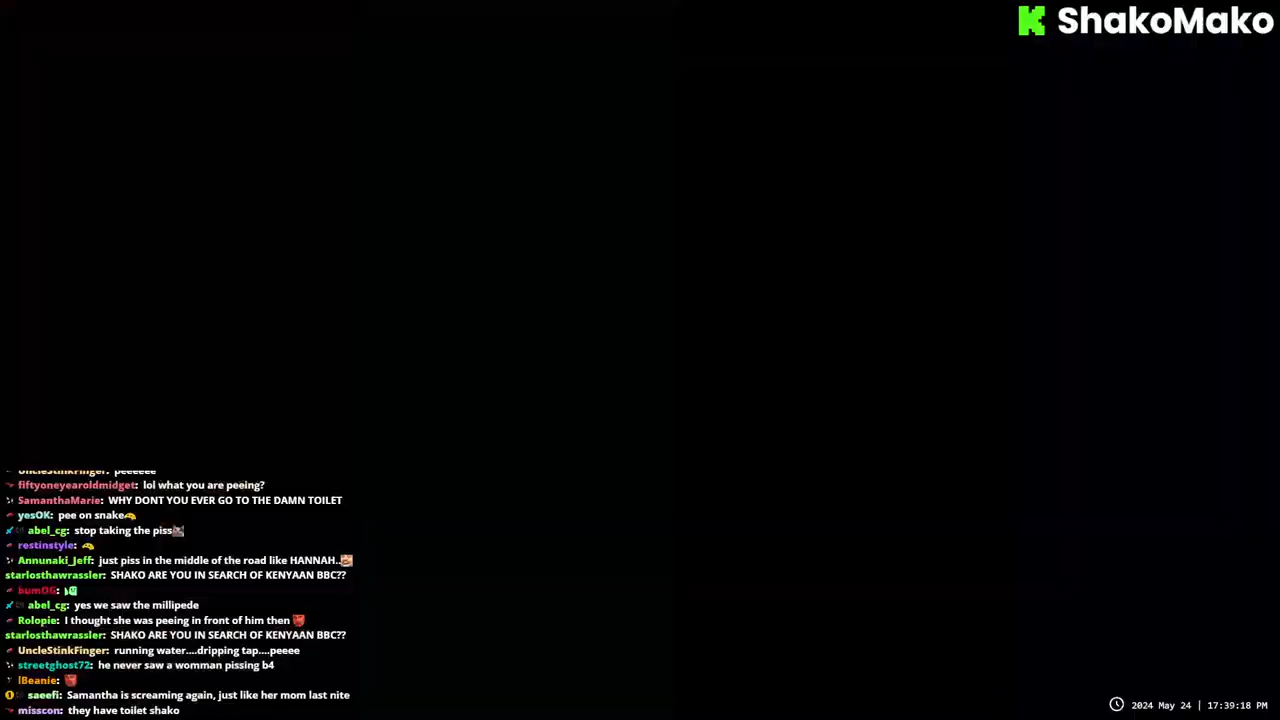 ShakoMako
UncleStinkFinger: peeeeee
fiftyoneyearoldmidget: lol what you are peeing?
SamanthaMarie: WHY DONT YOU EVER GO TO THE DAMN TOILET
yesOK: pee on snake
abel_cg: stop taking the piss
restinstyle:
Annunaki_Jeff: just piss in the middle of the road like HANNAH..
starlosthawrassler: SHAKO ARE YOU IN SEARCH OF KENYAAN BBC??
bumOG:
abel_cg: yes we saw the millipede
Rolopie: I thought she was peeing in front of him then
starlosthawrassler: SHAKO ARE YOU IN SEARCH OF KENYAAN BBC??
UncleStinkFinger: running water....dripping tap....peeee
streetghost72: he never saw a womman pissing b4
lBeanie:
saeefi: Samantha is screaming again, just like her mom last nite
misscon: they have toilet shako
2024 May 24 | 17:39:18 PM